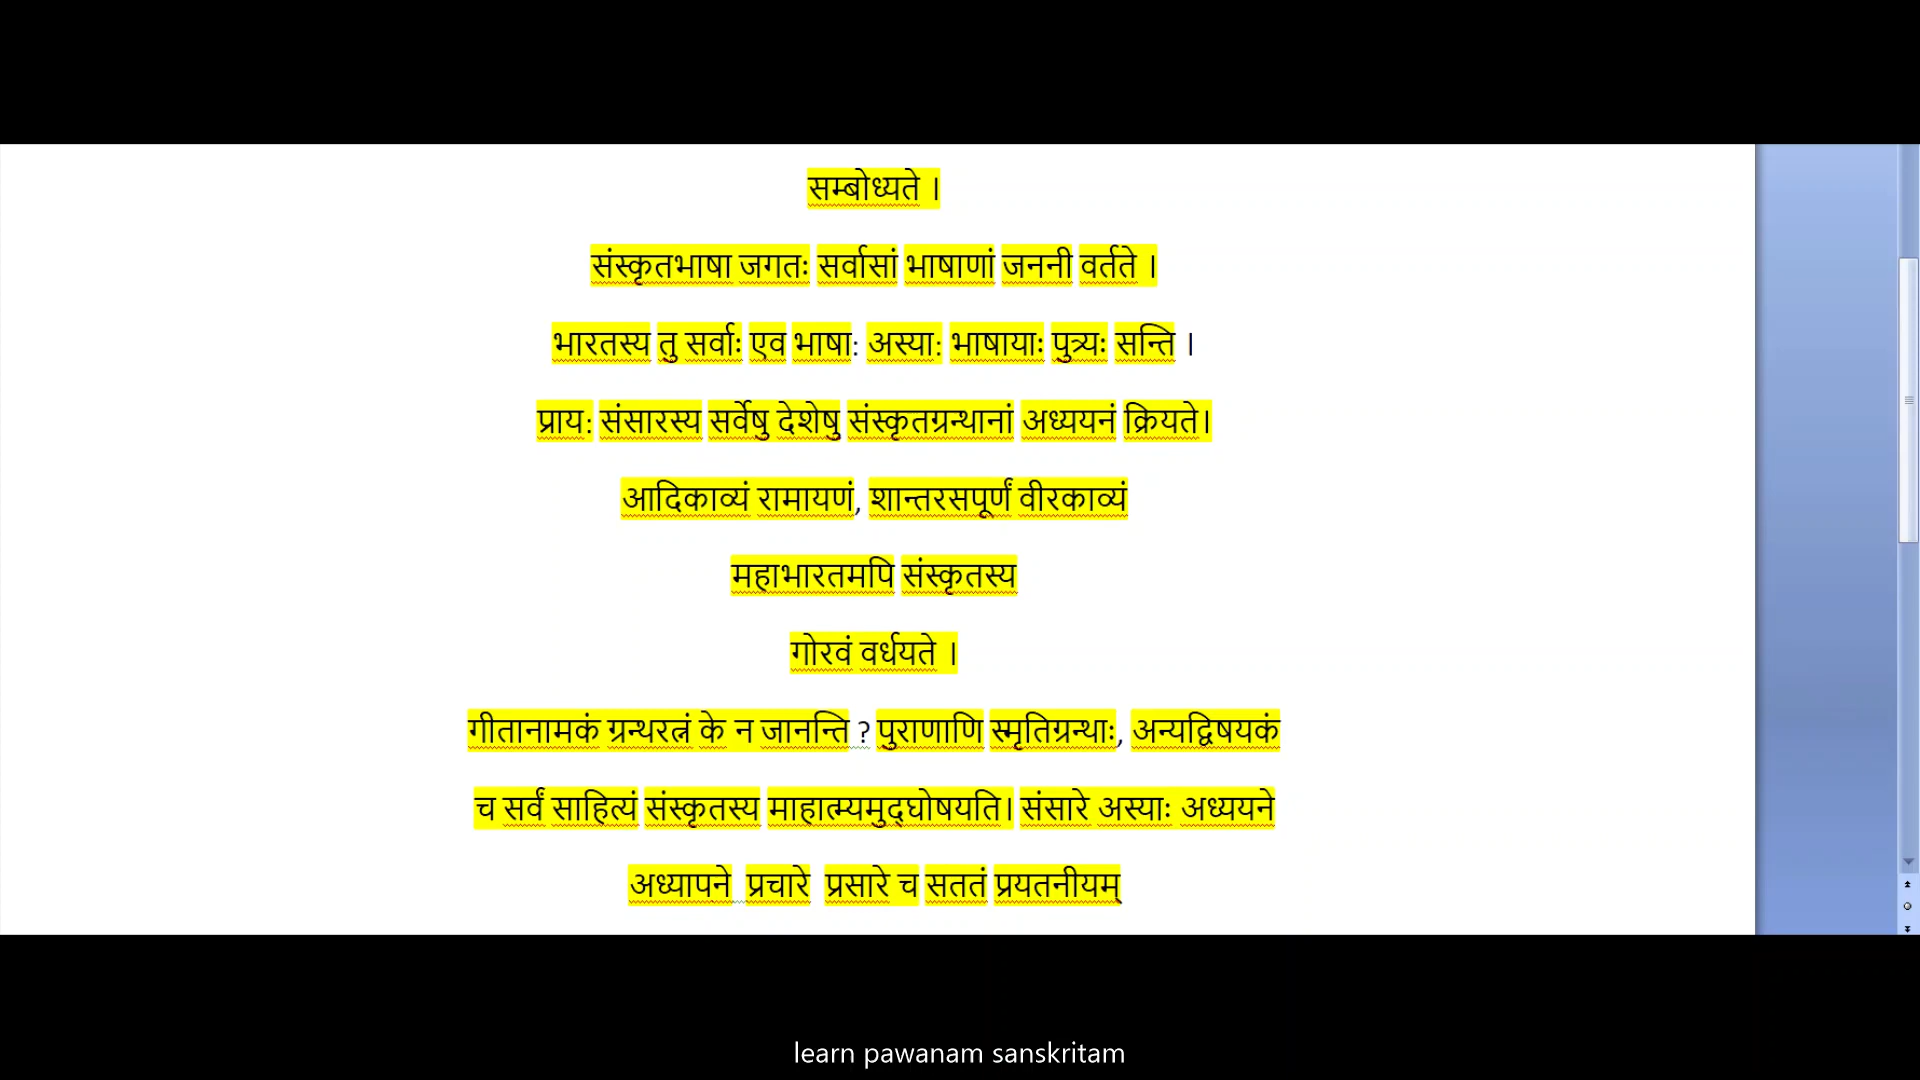 सम्बोध्यते ।
संस्कृतभाषा जगतः सर्वासां भाषाणां जननी वर्तते ।
भारतस्य तु सर्वाः एव भाषा: अस्या: भाषायाः पुत्र्यः सन्ति ।
प्राय: संसारस्य सर्वेषु देशेषु संस्कृतग्रन्थानां अध्ययनं क्रियते।
आदिकाव्यं रामायणं, शान्तरसपूर्णं वीरकाव्यं
महाभारतमपि संस्कृतस्य
गोरवं वर्धयते ।
गीतानामकं ग्रन्थरत्नं के न जानन्ति ? पुराणाणि स्मृतिग्रन्थाः, अन्यद्विषयकं
च सर्वं साहित्यं संस्कृतस्य माहात्म्यमुद्घोषयति। संसारे अस्याः अध्ययने
अध्यापने प्रचारे प्रसारे च सततं प्रयतनीयम्
learn pawanam sanskritam